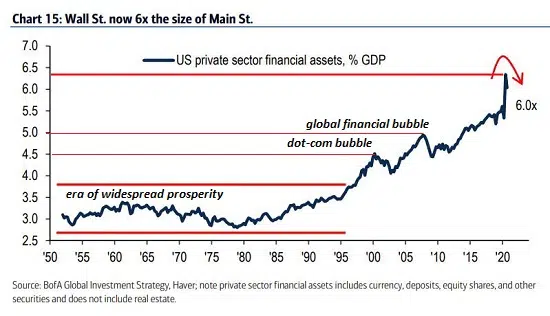 Chart 15: Wall St. now 6x the size of Main St.
7.0
US private sector financial assets, % GDP
6.5
6.0
6.0x
5.5
global financial bubble
5.0
dot-com bubble
4.5
4.0
era of widespread prosperity
3.5
3.0
2.5
'50 '55 '60 '65 '70 '75 '80 '85 '90 '95 '00 '05 '10 '15 '20
Source: BofA Global Investment Strategy, Haver; note private sector financial assets includes currency, deposits, equity shares, and other
securities and does not include real estate.